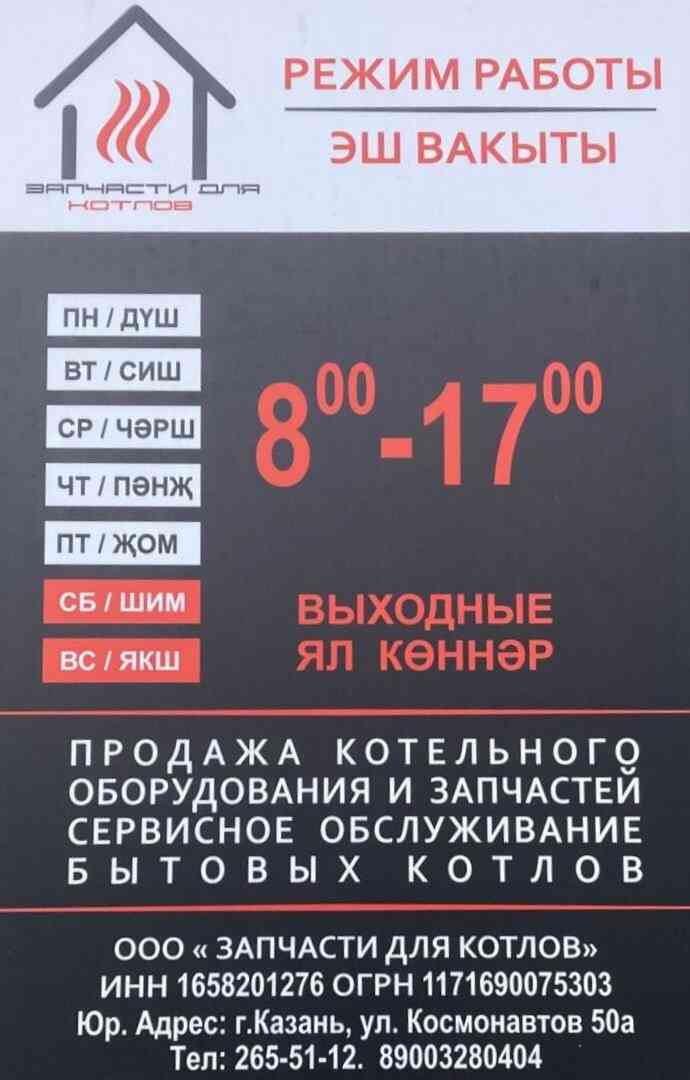 ЗАПЧАСТИ ДЛЯ
КОТЛОВ
РЕЖИМ РАБОТЫ
ЭШ ВАКЫТЫ
ПН / ДҮШ
ВТ / СИШ
СР / ЧӘРШ
ЧТ / ПӘНҖ
ПТ / ҖОМ
8⁰⁰-17⁰⁰
СБ / ШИМ
ВС / ЯКШ
ВЫХОДНЫЕ
ЯЛ КӨННӘР
ПРОДАЖА КОТЕЛЬНОГО
ОБОРУДОВАНИЯ И ЗАПЧАСТЕЙ
СЕРВИСНОЕ ОБСЛУЖИВАНИЕ
БЫТОВЫХ КОТЛОВ
ООО « ЗАПЧАСТИ ДЛЯ КОТЛОВ»
ИНН 1658201276 ОГРН 1171690075303
Юр. Адрес: г.Казань, ул. Космонавтов 50а
Тел: 265-51-12. 89003280404